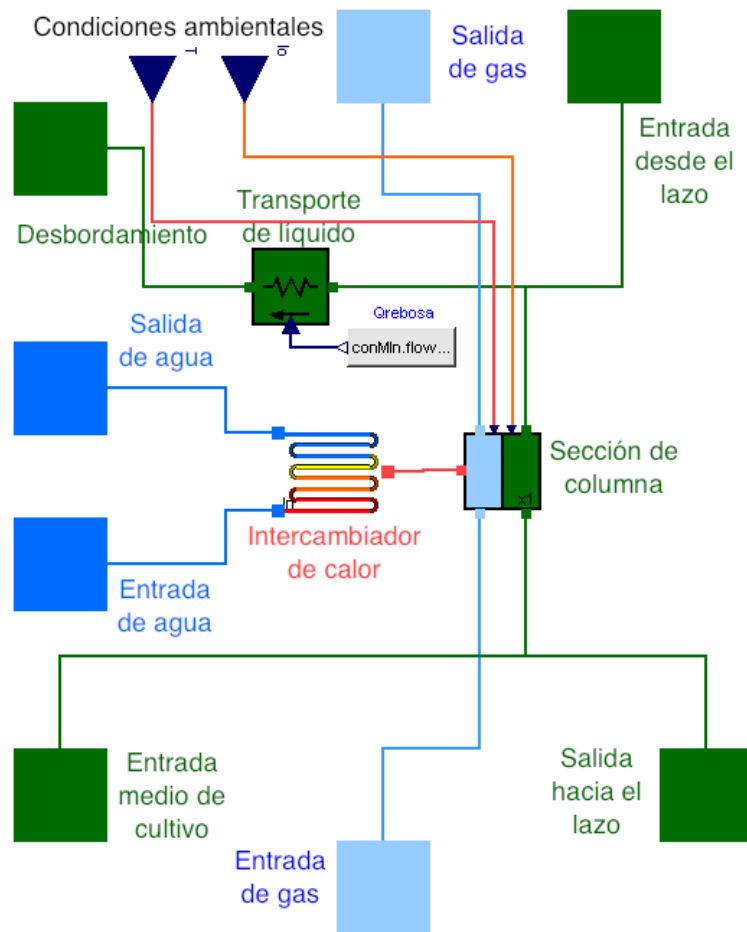 Condiciones ambientales
T
Io
Salida
de gas
Entrada
desde el
lazo
Desbordamiento
Transporte
de líquido
Qrebosa
conMIn.flow...
Salida
de agua
Sección de
columna
x1
In
Intercambiador
de calor
Entrada
de agua
Entrada
medio de
cultivo
Salida
hacia el
lazo
Entrada
de gas